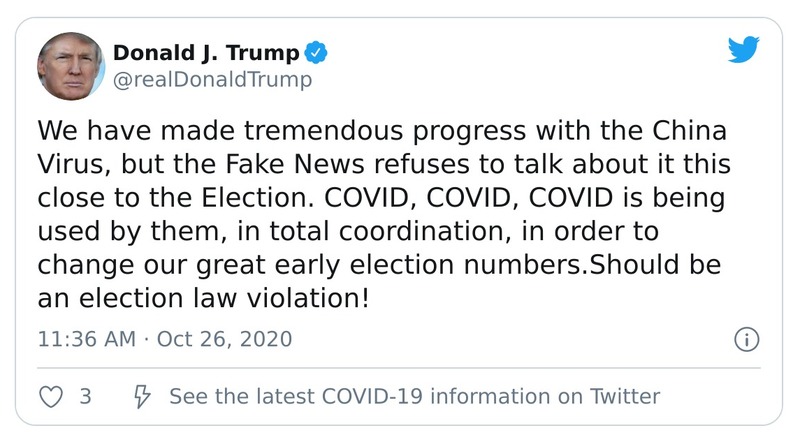 Donald J. Trump
@realDonaldTrump
We have made tremendous progress with the China
Virus, but the Fake News refuses to talk about it this
close to the Election. COVID, COVID, COVID is being
used by them, in total coordination, in order to
change our great early election numbers.Should be
an election law violation!
11:36 AM · Oct 26, 2020
3 See the latest COVID-19 information on Twitter